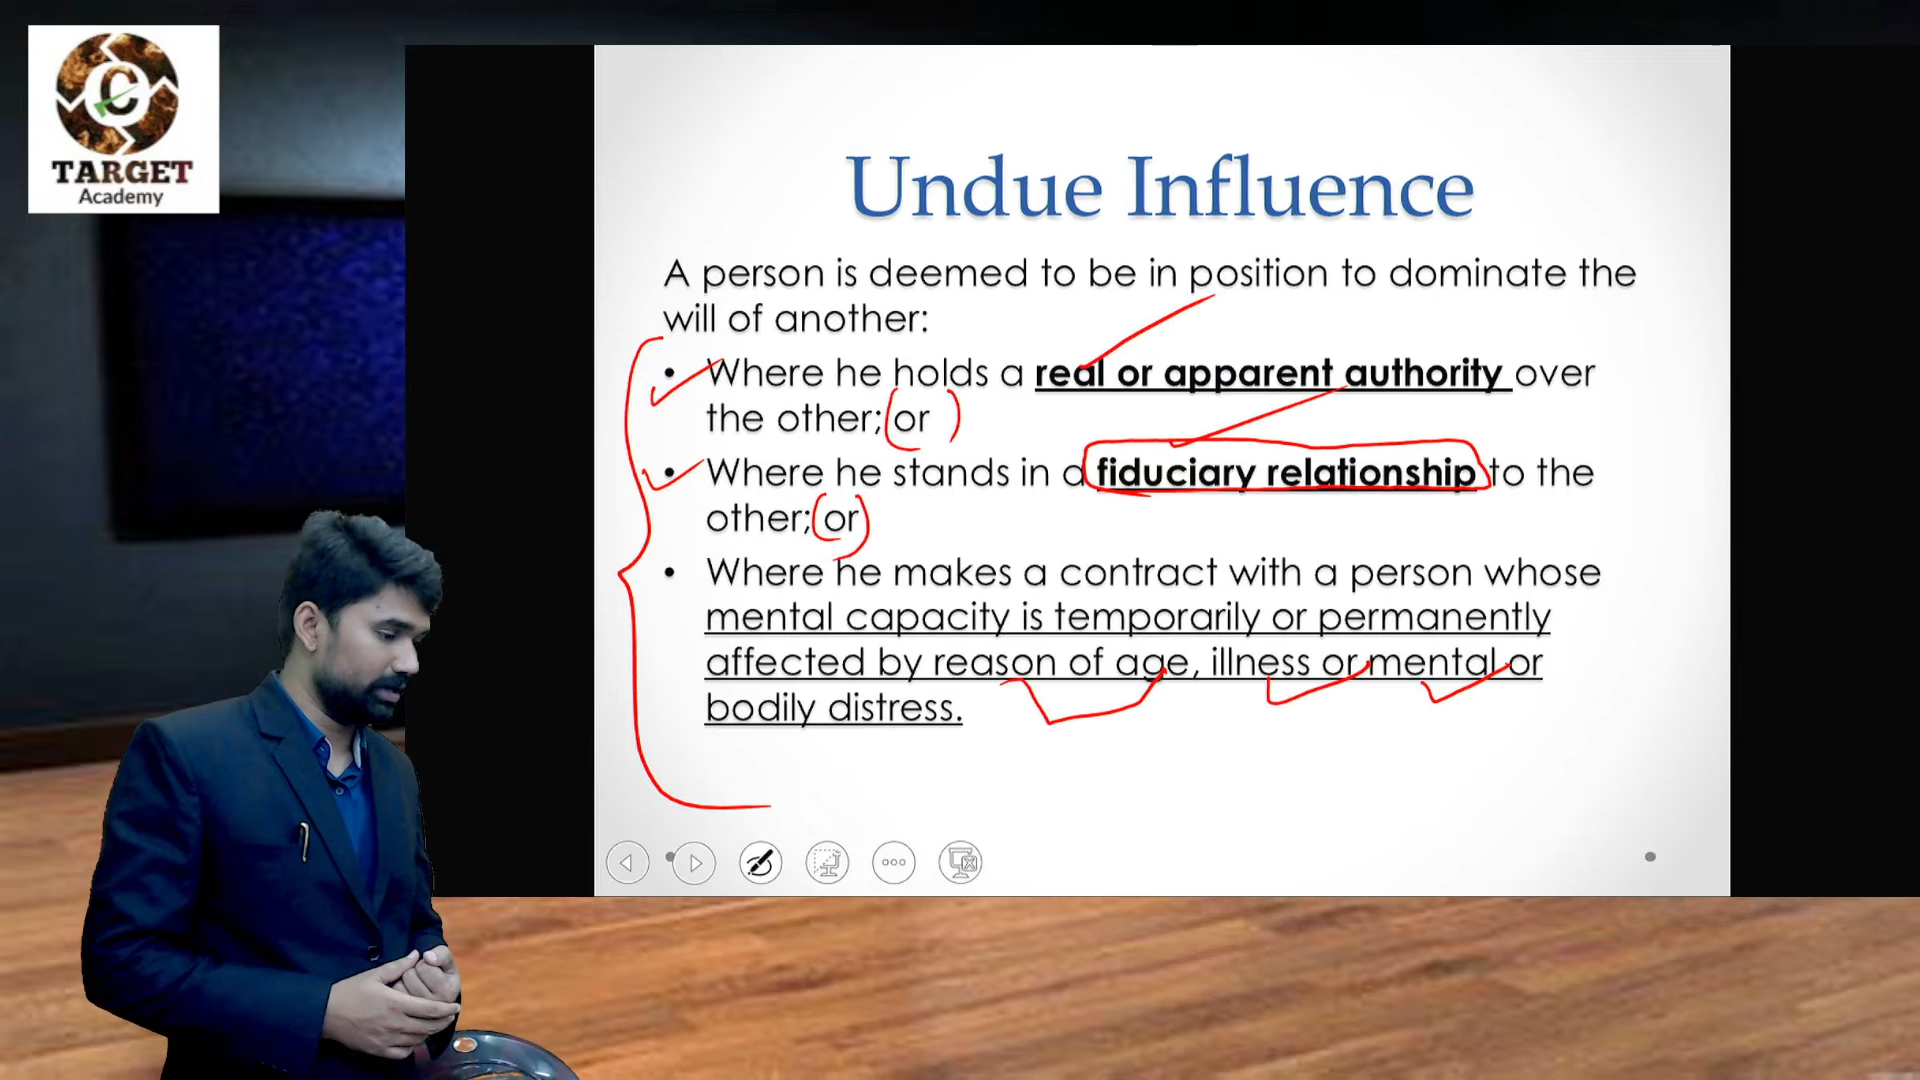 C
TARGET
Academy
Undue Influence
A person is deemed to be in position to dominate the
will of another:
• Where he holds a real or apparent authority over
the other; or
• Where he stands in a fiduciary relationship to the
other; or
• Where he makes a contract with a person whose
mental capacity is temporarily or permanently
affected by reason of age, illness or mental or
bodily distress.